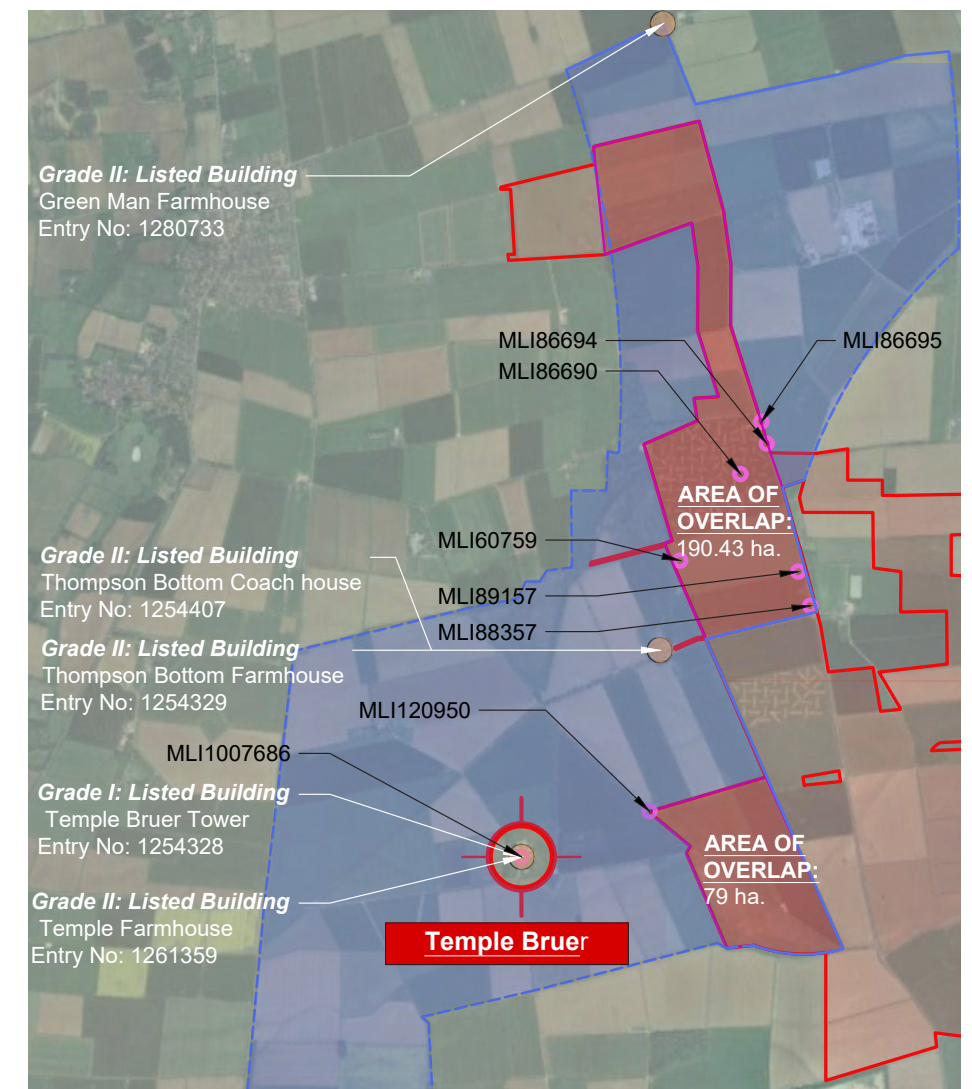 Grade II: Listed Building
Green Man Farmhouse
Entry No: 1280733
MLI86694
MLI86695
MLI86690
AREA OF
OVERLAP:
190.43 ha.
MLI60759
Grade II: Listed Building
Thompson Bottom Coach house
Entry No: 1254407
MLI89157
MLI88357
Grade II: Listed Building
Thompson Bottom Farmhouse
Entry No: 1254329
MLI120950
MLI1007686
Grade I: Listed Building
Temple Bruer Tower
Entry No: 1254328
AREA OF
OVERLAP:
79 ha.
Grade II: Listed Building
Temple Farmhouse
Entry No: 1261359
Temple Bruer